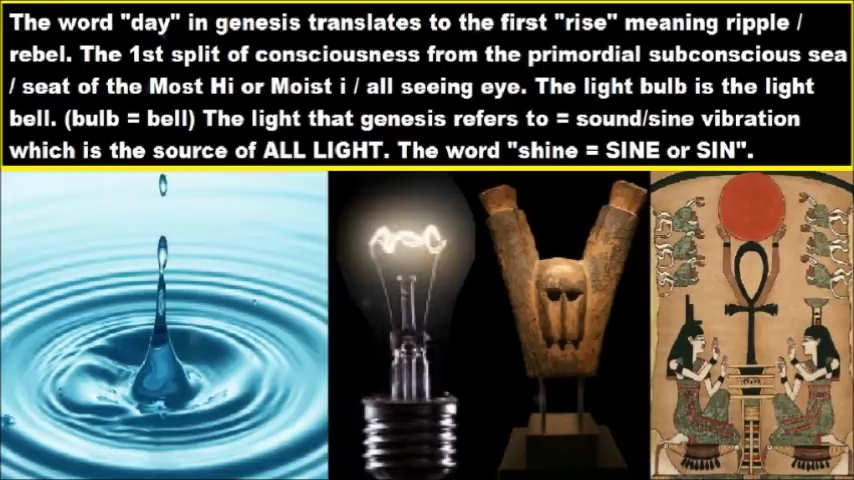 The word "day" in genesis translates to the first "rise" meaning ripple /
rebel. The 1st split of consciousness from the primordial subconscious sea
/ seat of the Most Hi or Moist i / all seeing eye. The light bulb is the light
bell. (bulb = bell) The light that genesis refers to = sound/sine vibration
which is the source of ALL LIGHT. The word "shine = SINE or SIN".